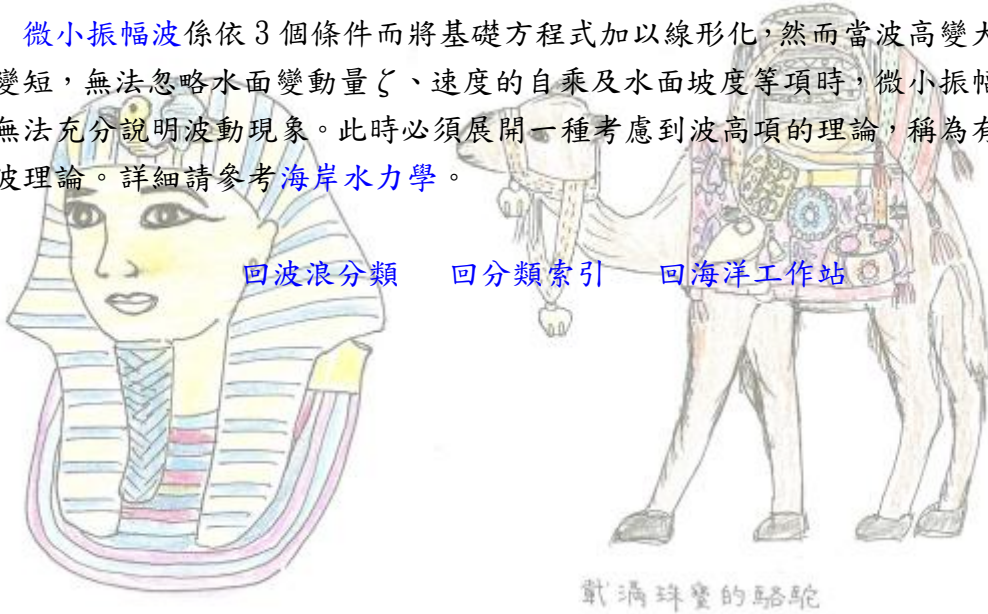 微小振幅波係依 3 個條件而將基礎方程式加以線形化，然而當波高變大
變短，無法忽略水面變動量 ζ、速度的自乘及水面坡度等項時，微小振幅
無法充分說明波動現象。此時必須展開一種考慮到波高項的理論，稱為有
波理論。詳細請參考海岸水力學。
回波浪分類 回分類索引 回海洋工作站
載滿珠寶的駱駝